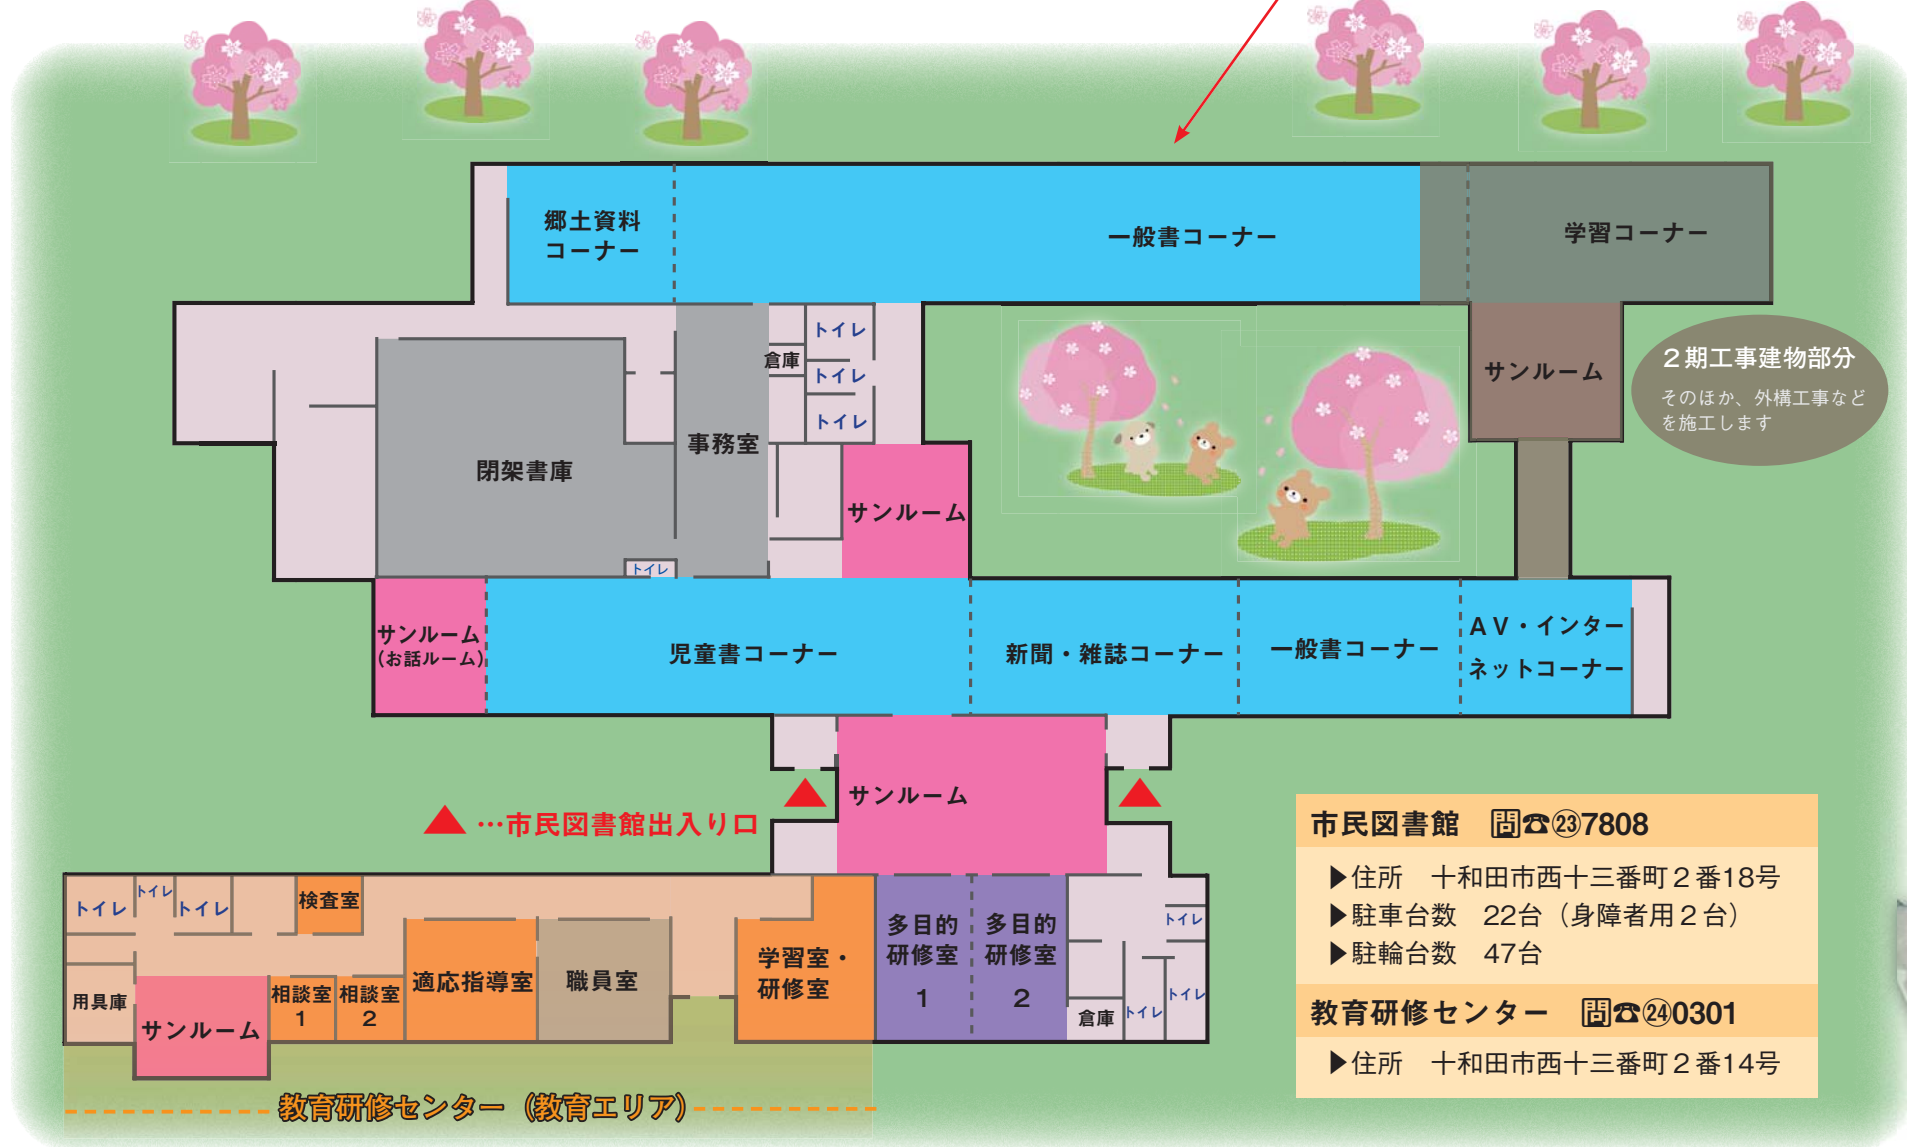 郷土資料
コーナー
一般書コーナー
学習コーナー
トイレ
倉庫
トイレ
トイレ
事務室
閉架書庫
サンルーム
トイレ
サンルーム
2期工事建物部分
そのほか、外構工事など
を施工します
サンルーム
(お話ルーム)
児童書コーナー
新聞・雑誌コーナー
一般書コーナー
AV・インター
ネットコーナー
サンルーム
▲…市民図書館出入り口
トイレ
トイレ
トイレ
検査室
用具庫
サンルーム
相談室
1
相談室
2
適応指導室
職員室
学習室・
研修室
多目的
研修室
1
多目的
研修室
2
トイレ
倉庫
トイレ
トイレ
教育研修センター(教育エリア)
市民図書館 問☎㉓7808
▶住所 十和田市西十三番町2番18号
▶駐車台数 22台(身障者用2台)
▶駐輪台数 47台
教育研修センター 問☎㉔0301
▶住所 十和田市西十三番町2番14号